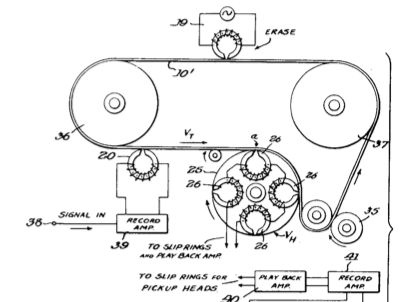 19
ERASE
10'
36
37
V_T
a
20
26
25
26
26
26
V_H
35
38
SIGNAL IN
RECORD
AMP.
39
TO SLIP RINGS
AND PLAY BACK AMP.
TO SLIP RINGS FOR
PICKUP HEADS
PLAY BACK
AMP.
40
RECORD
AMP.
41